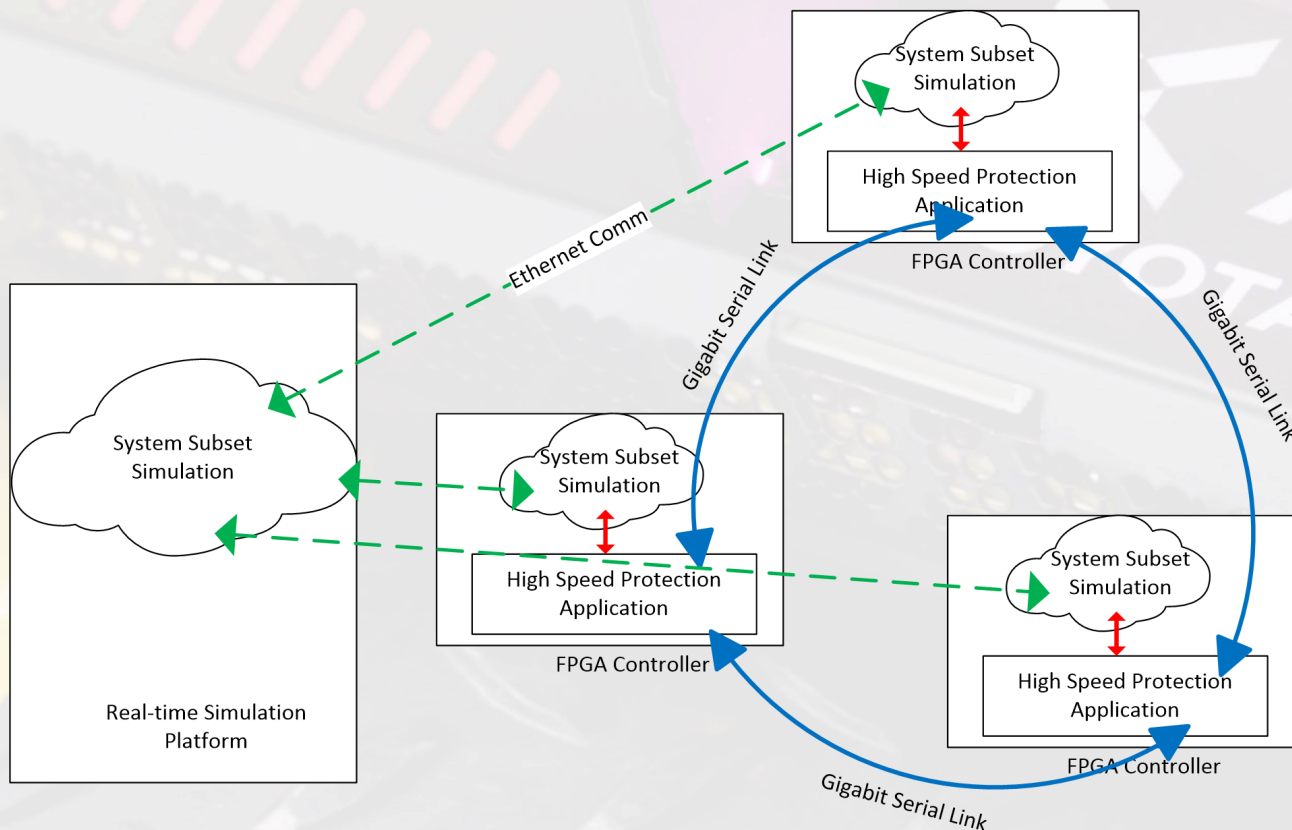 System Subset
Simulation
High Speed Protection
Application
FPGA Controller
Ethernet Comm
Gigabit Serial Link
Gigabit Serial Link
System Subset
Simulation
Real-time Simulation
Platform
System Subset
Simulation
High Speed Protection
Application
FPGA Controller
System Subset
Simulation
High Speed Protection
Application
FPGA Controller
Gigabit Serial Link